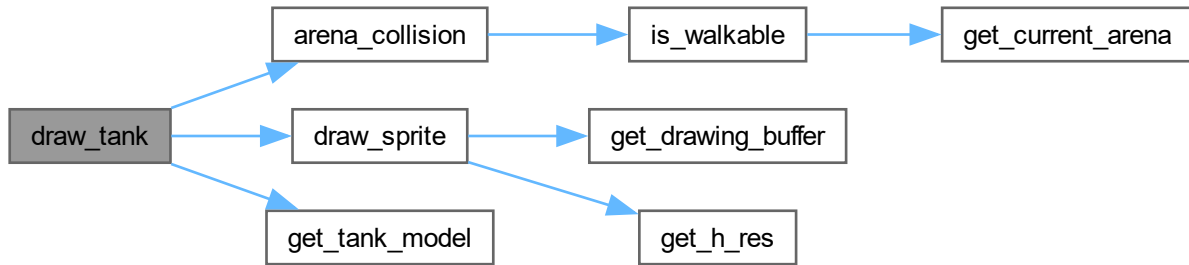 arena_collision
is_walkable
get_current_arena
draw_tank
draw_sprite
get_drawing_buffer
get_tank_model
get_h_res